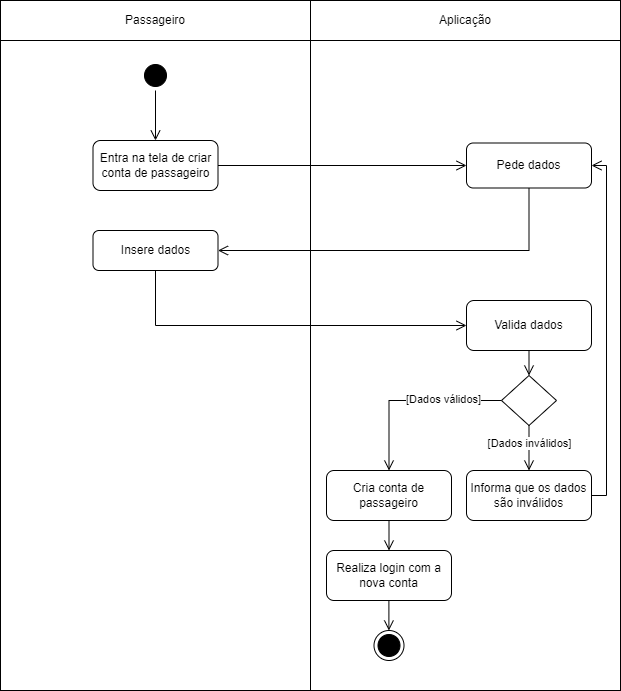 Passageiro
Aplicação
Entra na tela de criar
conta de passageiro
Pede dados
Insere dados
Valida dados
[Dados válidos]
[Dados inválidos]
Cria conta de
passageiro
Informa que os dados
são inválidos
Realiza login com a
nova conta